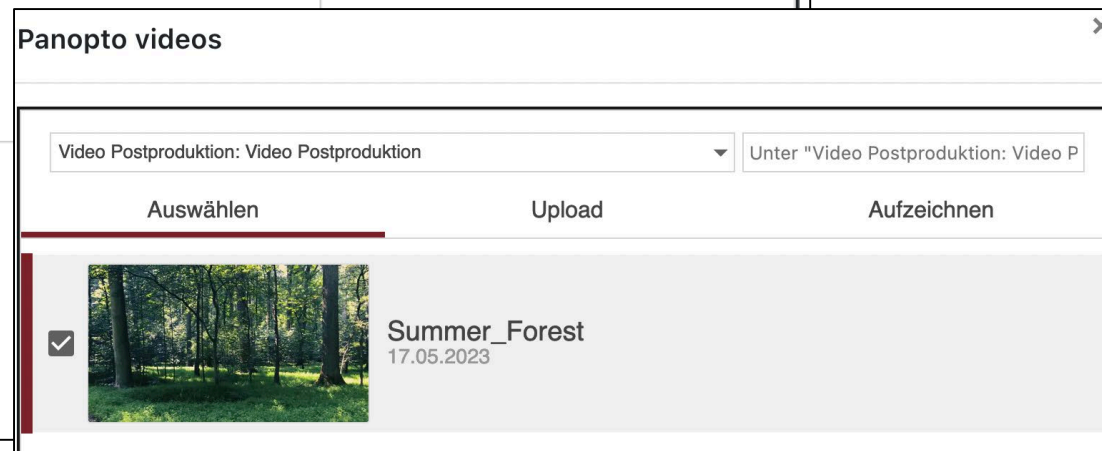 Panopto videos
Video Postproduktion: Video Postproduktion
Unter "Video Postproduktion: Video P
Auswählen Upload Aufzeichnen
Summer_Forest
17.05.2023